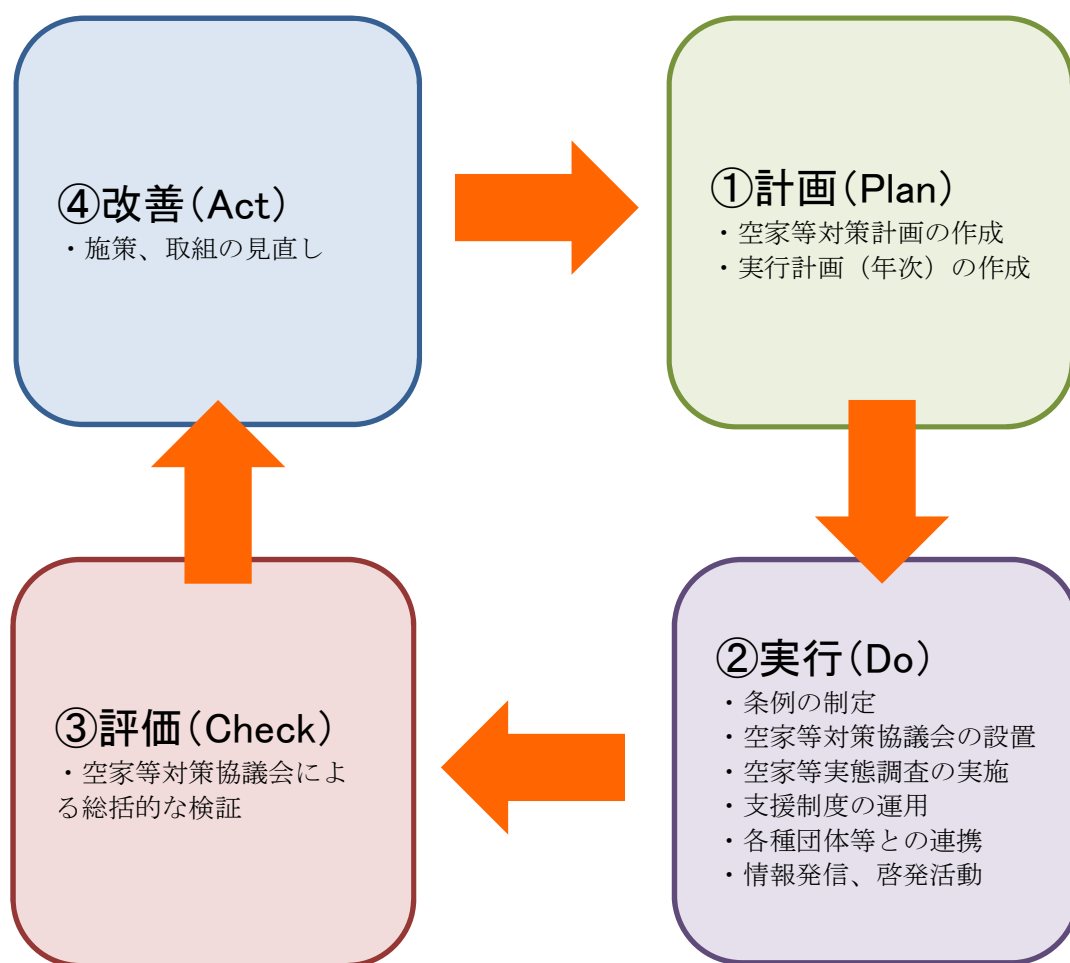 ④改善(Act)
・施策、取組の見直し
①計画(Plan)
・空家等対策計画の作成
・実行計画（年次）の作成
③評価(Check)
・空家等対策協議会によ
る総括的な検証
②実行(Do)
・条例の制定
・空家等対策協議会の設置
・空家等実態調査の実施
・支援制度の運用
・各種団体等との連携
・情報発信、啓発活動